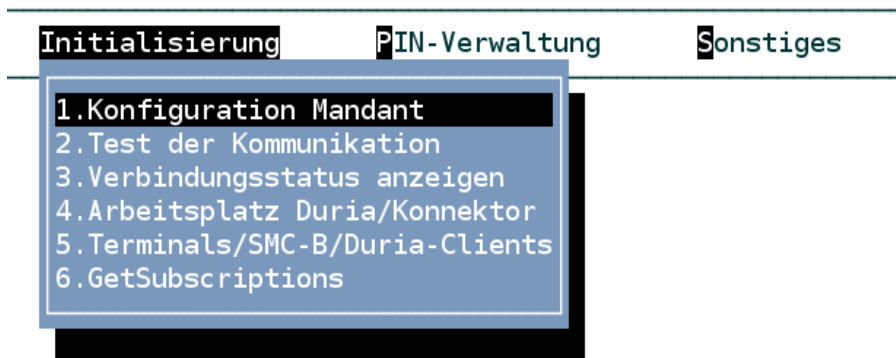 Initialisierung PIN-Verwaltung Sonstiges
1.Konfiguration Mandant
2.Test der Kommunikation
3.Verbindungsstatus anzeigen
4.Arbeitsplatz Duria/Konnektor
5.Terminals/SMC-B/Duria-Clients
6.GetSubscriptions